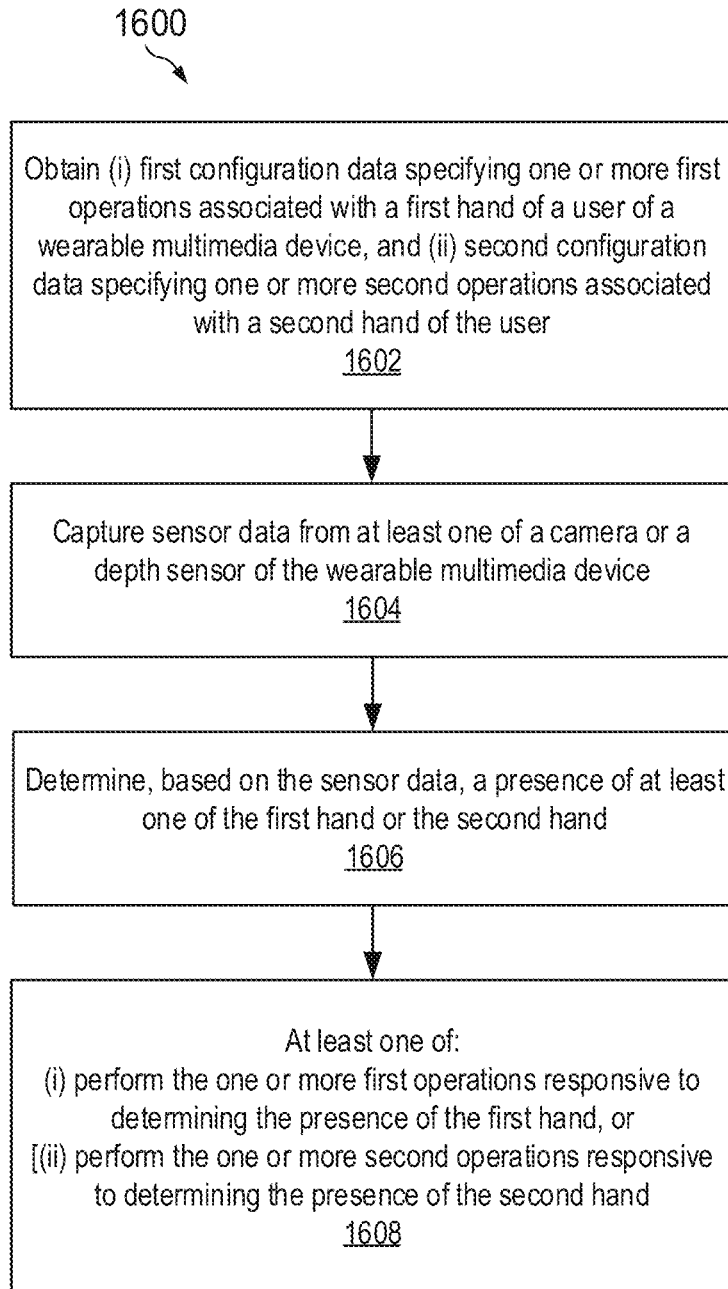 1600
Obtain (i) first configuration data specifying one or more first
operations associated with a first hand of a user of a
wearable multimedia device, and (ii) second configuration
data specifying one or more second operations associated
with a second hand of the user
1602
Capture sensor data from at least one of a camera or a
depth sensor of the wearable multimedia device
1604
Determine, based on the sensor data, a presence of at least
one of the first hand or the second hand
1606
At least one of:
(i) perform the one or more first operations responsive to
determining the presence of the first hand, or
[(ii) perform the one or more second operations responsive
to determining the presence of the second hand
1608